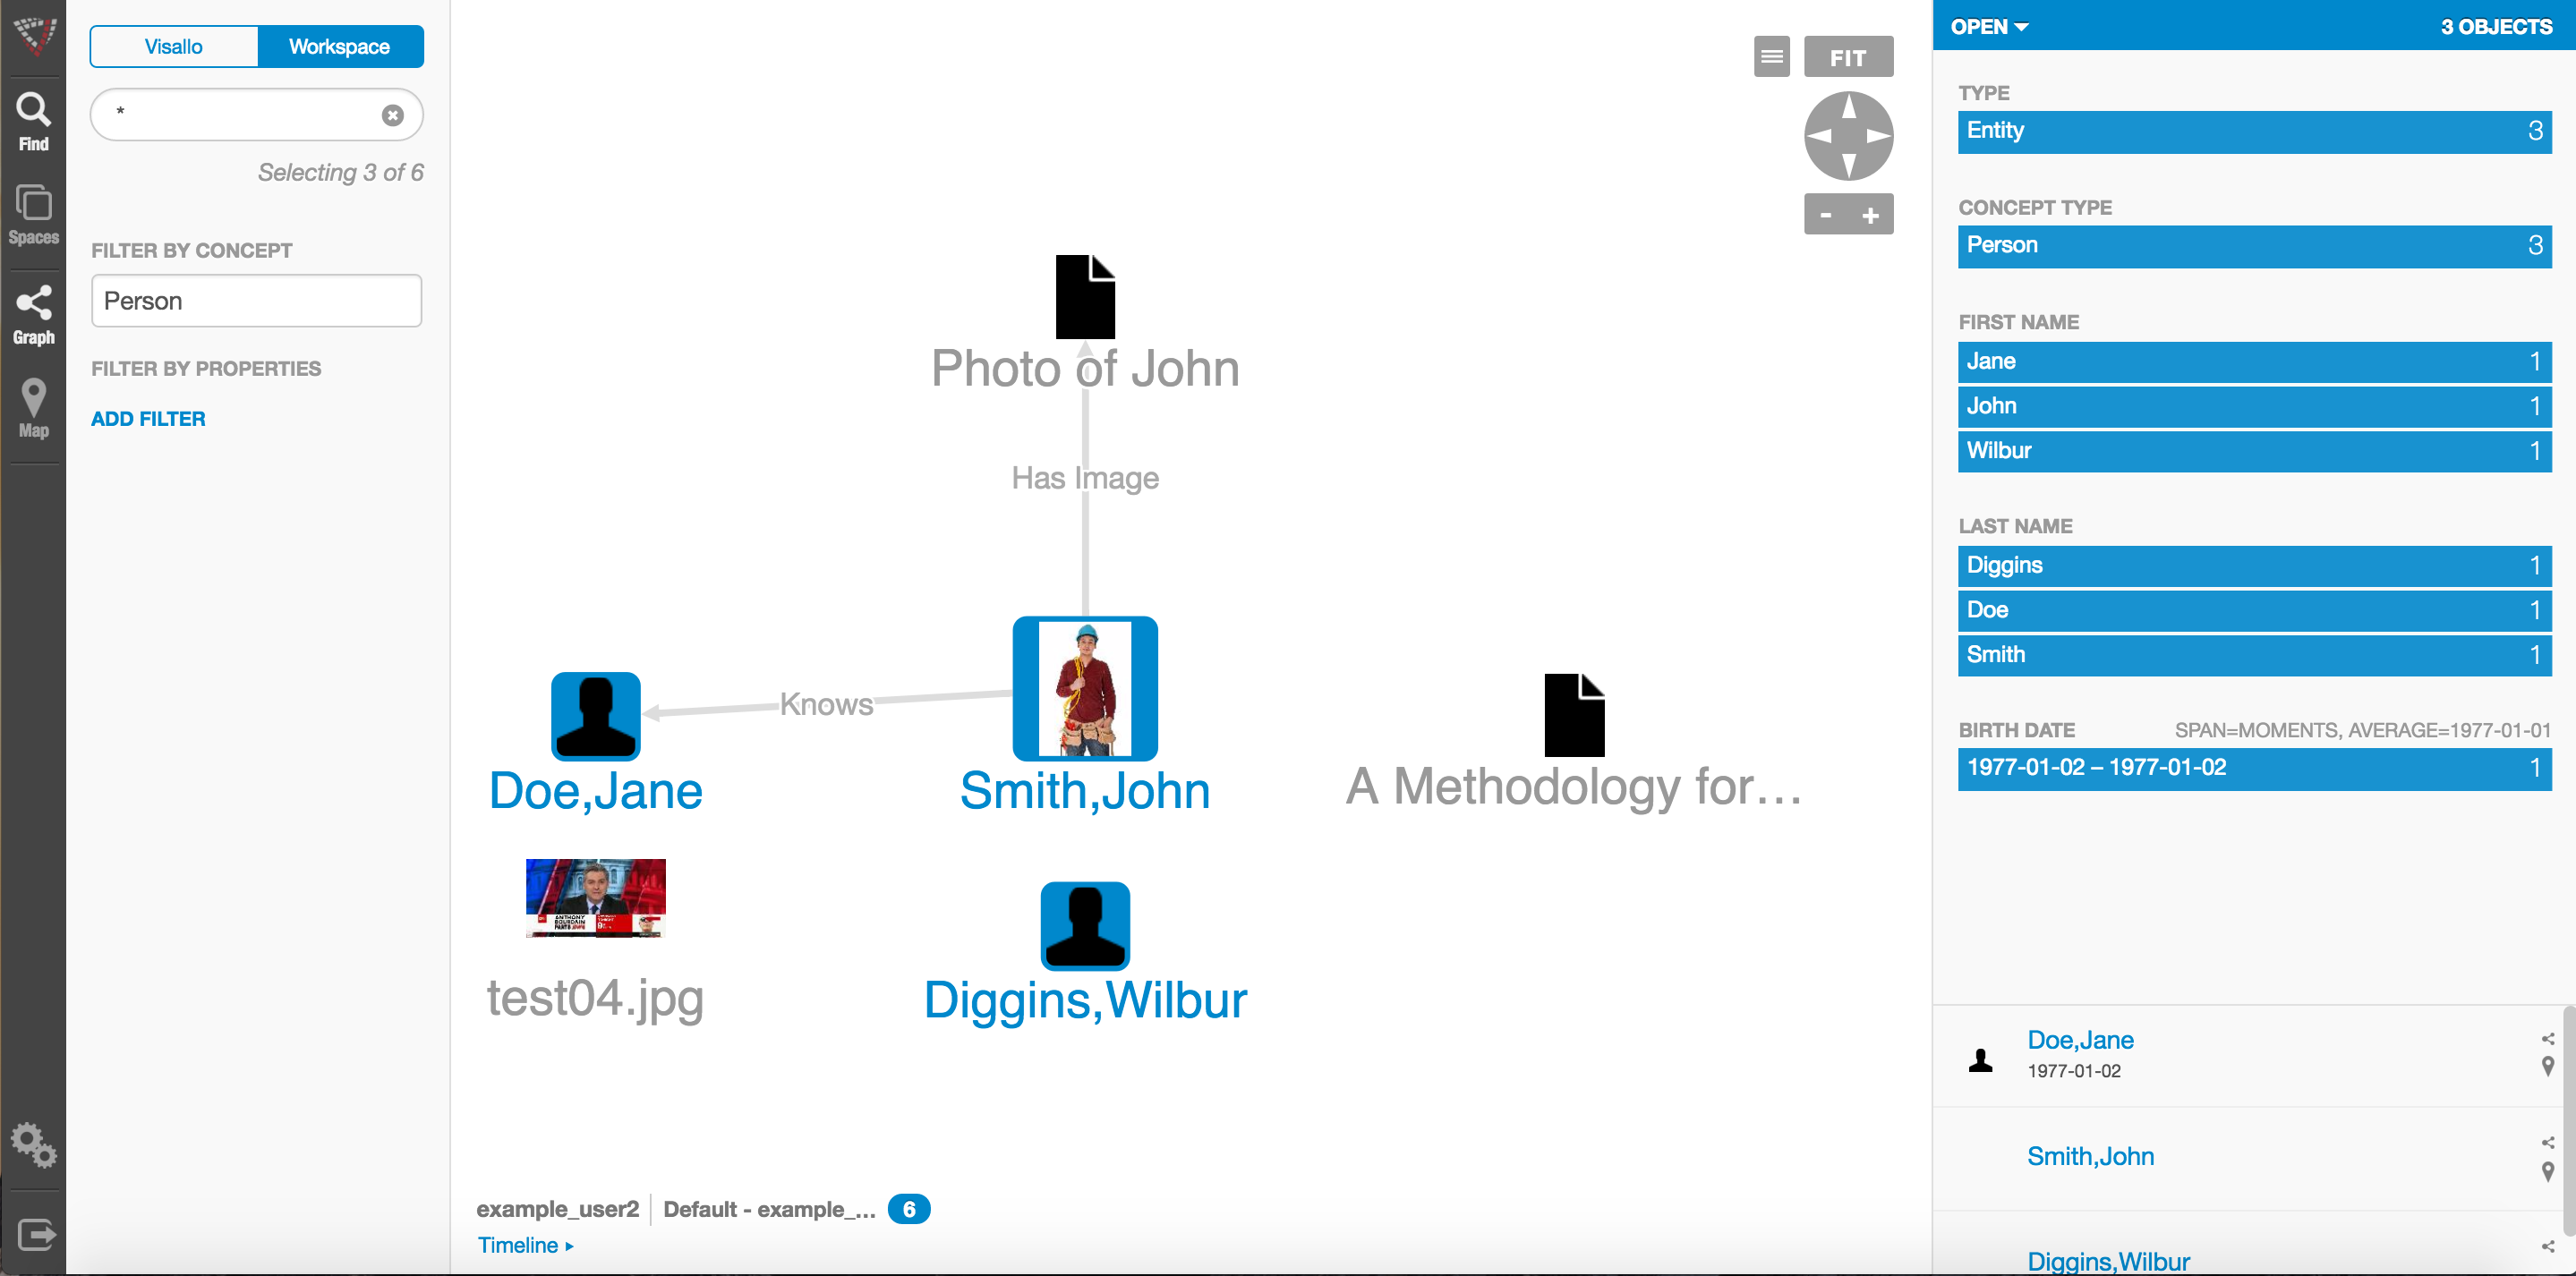 Visallo
Workspace
*
Selecting 3 of 6
FILTER BY CONCEPT
Person
FILTER BY PROPERTIES
ADD FILTER
Find
Spaces
Graph
Map
FIT
- +
Photo of John
Has Image
Knows
Doe,Jane
Smith,John
A Methodology for...
ANTHONY
BOURDAIN
PARTS
test04.jpg
Diggins,Wilbur
example_user2
Default - example_...
6
Timeline
OPEN
3 OBJECTS
TYPE
Entity 3
CONCEPT TYPE
Person 3
FIRST NAME
Jane 1
John 1
Wilbur 1
LAST NAME
Diggins 1
Doe 1
Smith 1
BIRTH DATE SPAN=MOMENTS, AVERAGE=1977-01-01
1977-01-02 – 1977-01-02 1
Doe,Jane
1977-01-02
Smith,John
Diggins,Wilbur